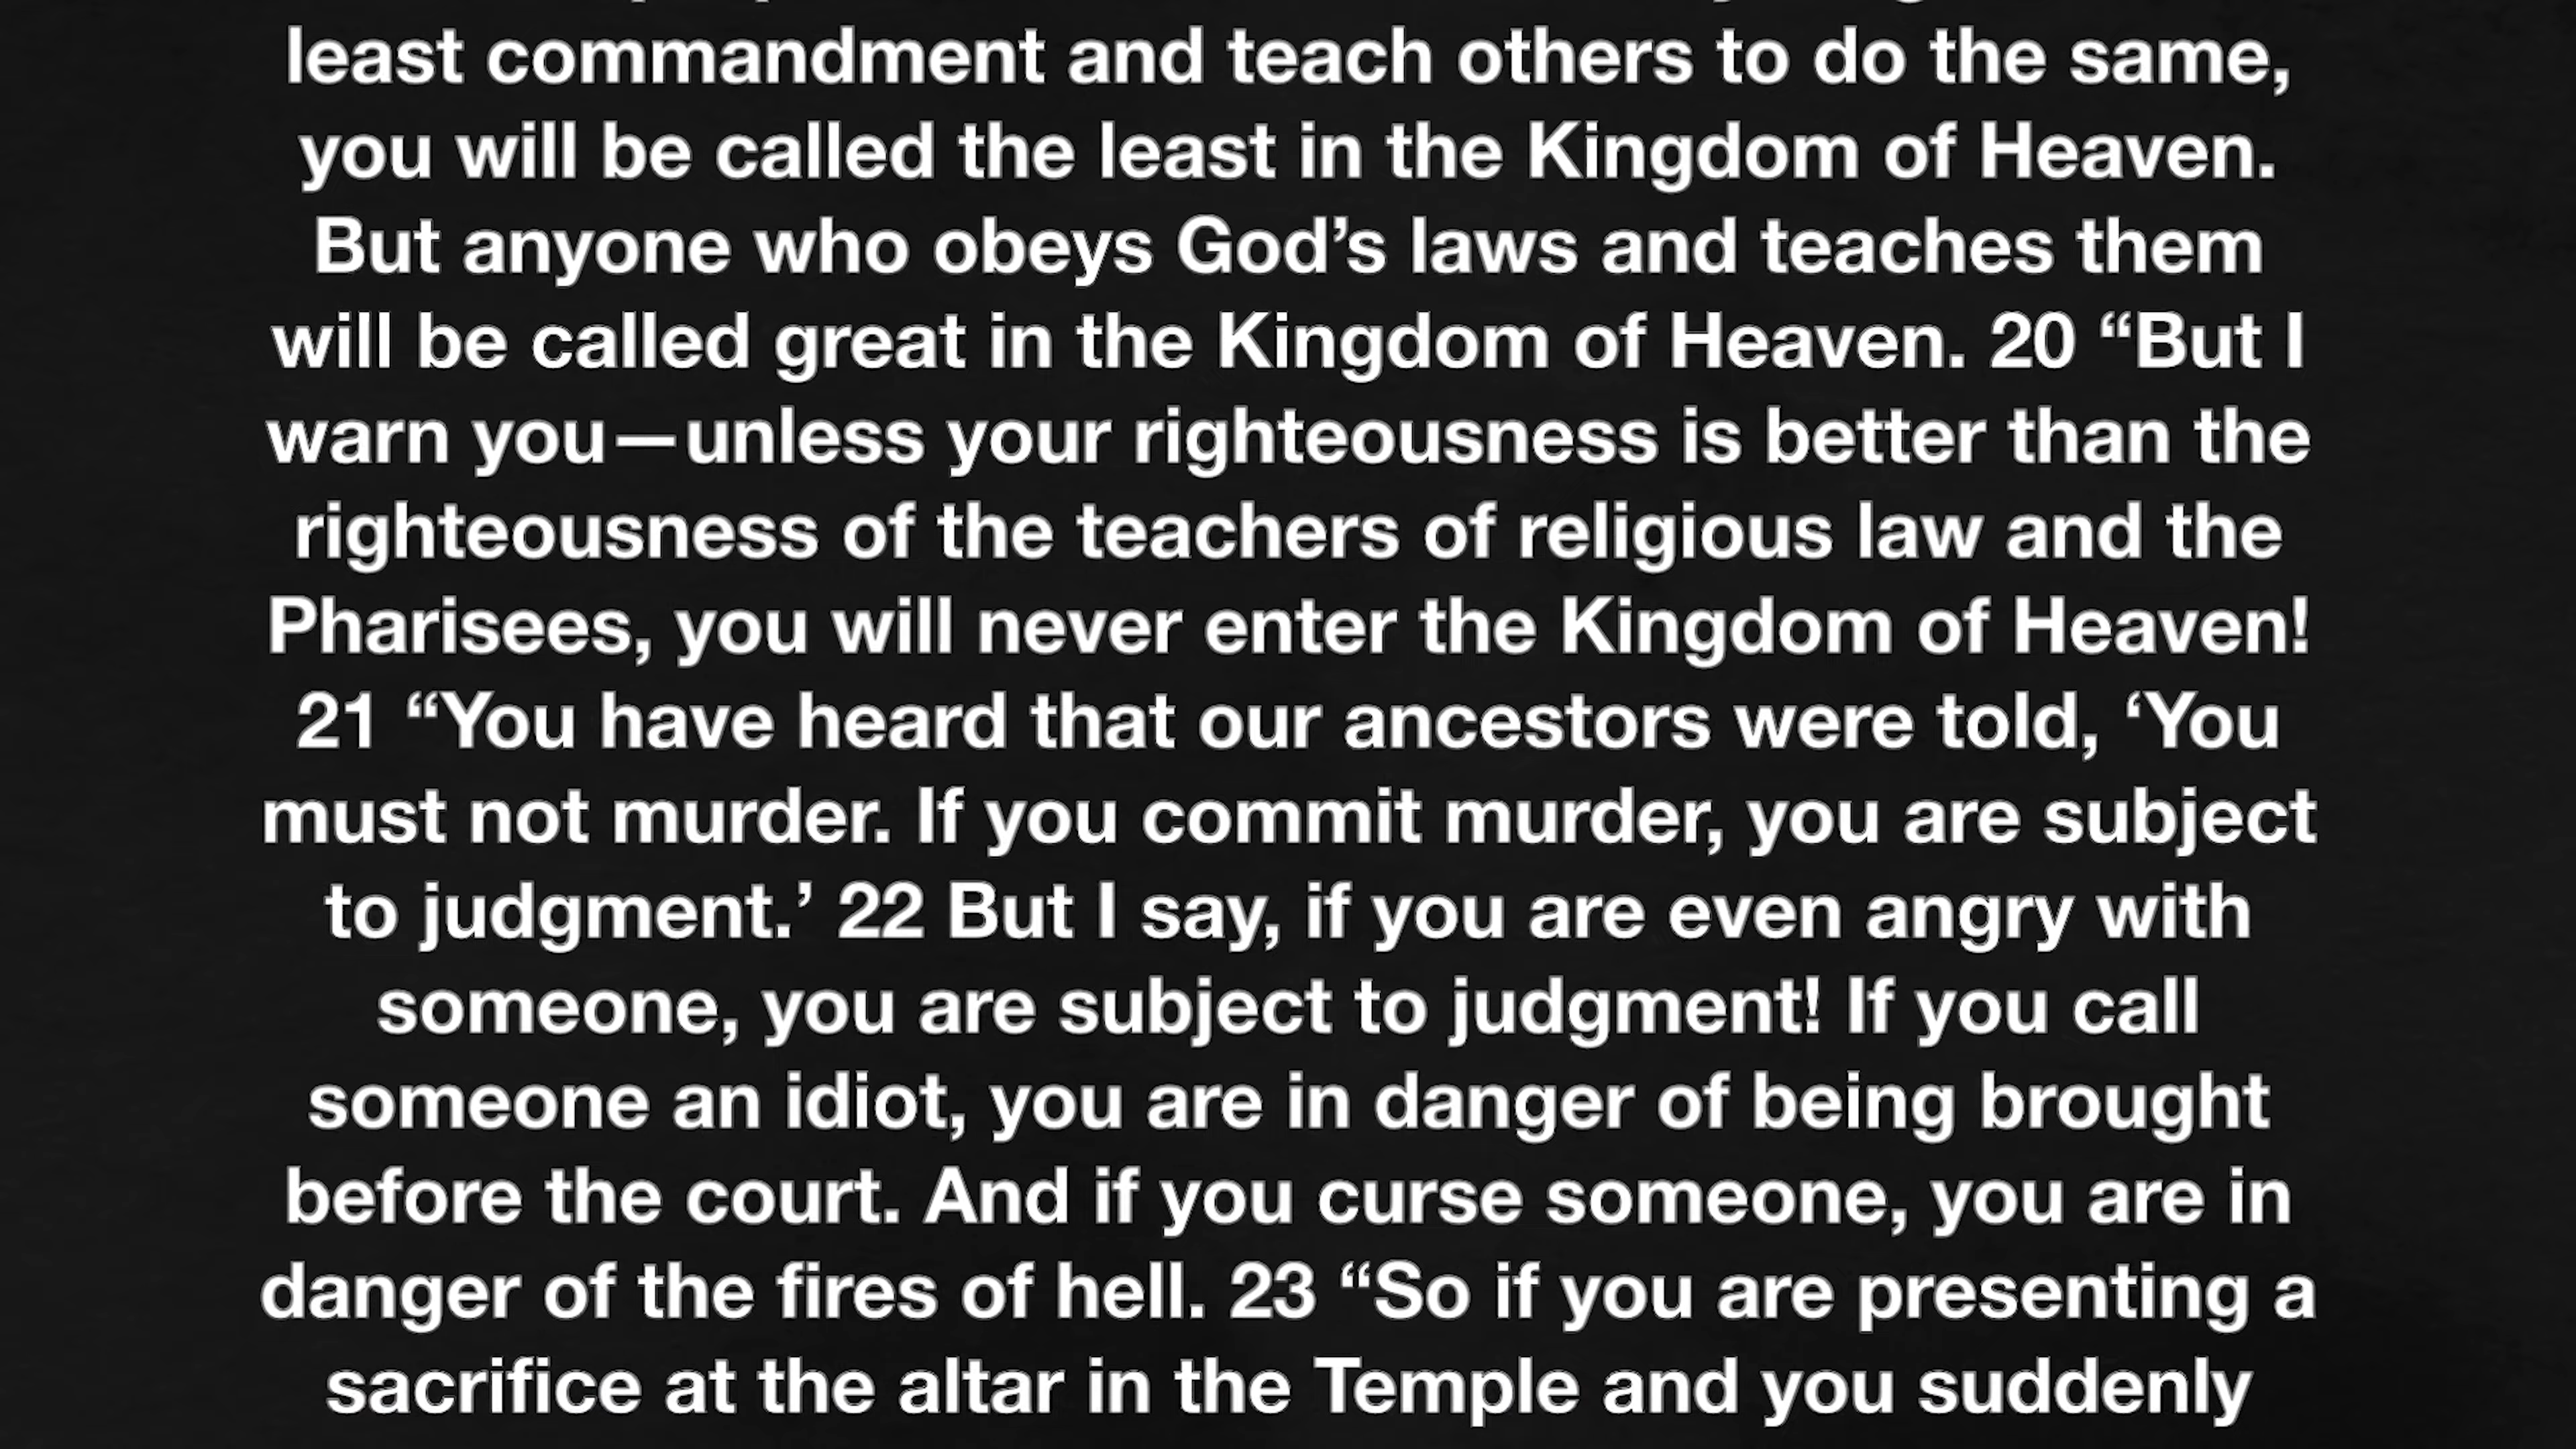 least commandment and teach others to do the same,
you will be called the least in the Kingdom of Heaven.
But anyone who obeys God’s laws and teaches them
will be called great in the Kingdom of Heaven. 20 “But I
warn you—unless your righteousness is better than the
righteousness of the teachers of religious law and the
Pharisees, you will never enter the Kingdom of Heaven!
21 “You have heard that our ancestors were told, ‘You
must not murder. If you commit murder, you are subject
to judgment.’ 22 But I say, if you are even angry with
someone, you are subject to judgment! If you call
someone an idiot, you are in danger of being brought
before the court. And if you curse someone, you are in
danger of the fires of hell. 23 “So if you are presenting a
sacrifice at the altar in the Temple and you suddenly